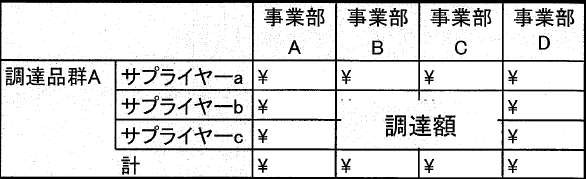 事業部 事業部 事業部 事業部
A B C D
調達品群A サプライヤーa ¥ ¥ ¥ ¥
サプライヤーb ¥ ¥
調達額
サプライヤーc ¥ ¥
計 ¥ ¥ ¥ ¥